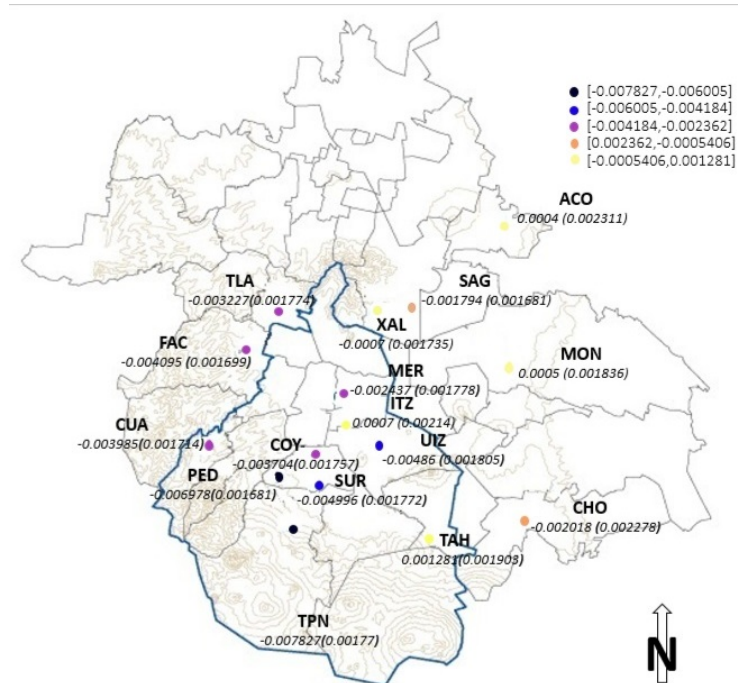 [-0.007827,-0.006005]
[-0.006005,-0.004184]
[-0.004184,-0.002362]
[0.002362,-0.0005406]
[-0.0005406,0.001281]
ACO
0.0004 (0.002311)
TLA
-0.003227(0.001774)
SAG
-0.001794 (0.001681)
XAL
-0.0007 (0.001735)
FAC
-0.004095 (0.001699)
MON
0.0005 (0.001836)
MER
-0.002437 (0.001778)
ITZ
0.0007 (0.00214)
CUA
-0.003985(0.001714)
COY
-0.003704(0.001757)
UIZ
-0.00486 (0.001805)
PED
-0.006978(0.001681)
SUR
-0.004996 (0.001772)
CHO
-0.002018 (0.002278)
TAH
0.001281(0.001903)
TPN
-0.007827(0.00177)
N